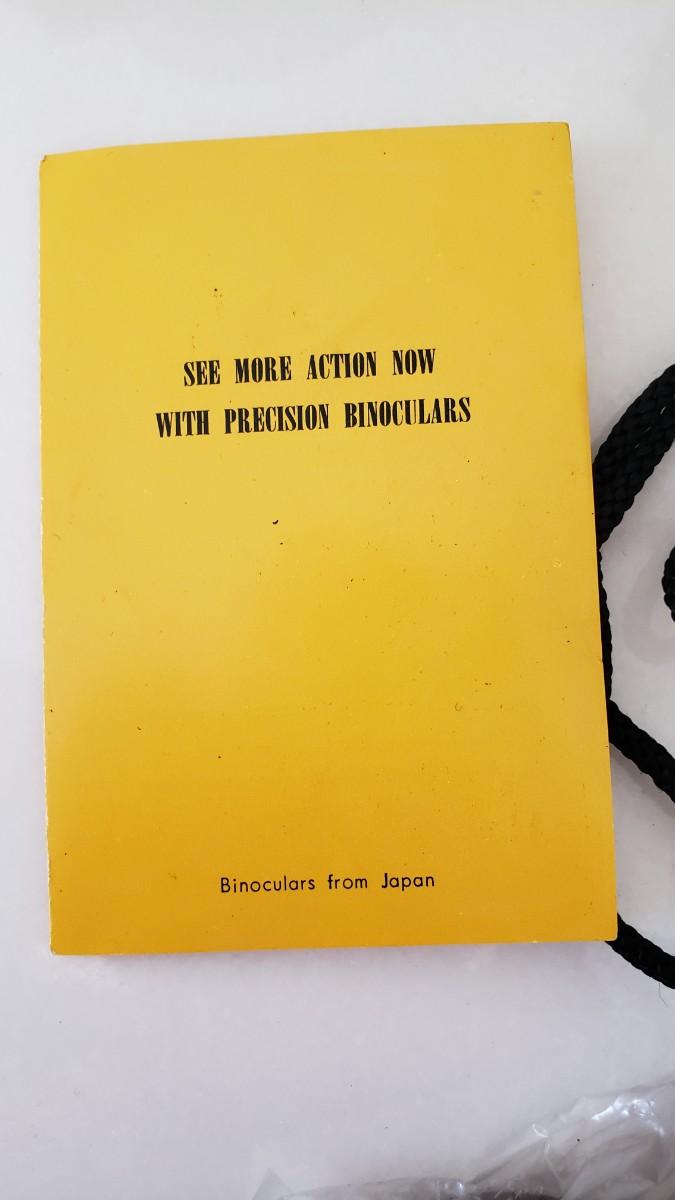 SEE MORE ACTION NOW
WITH PRECISION BINOCULARS
Binoculars from Japan